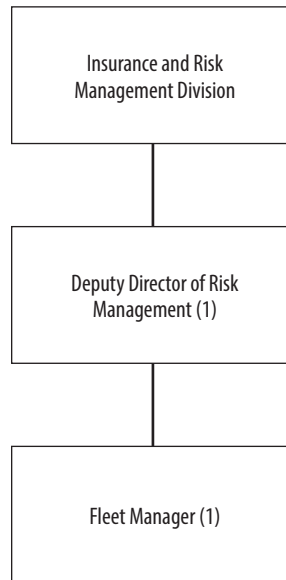 Insurance and Risk
Management Division
Deputy Director of Risk
Management (1)
Fleet Manager (1)